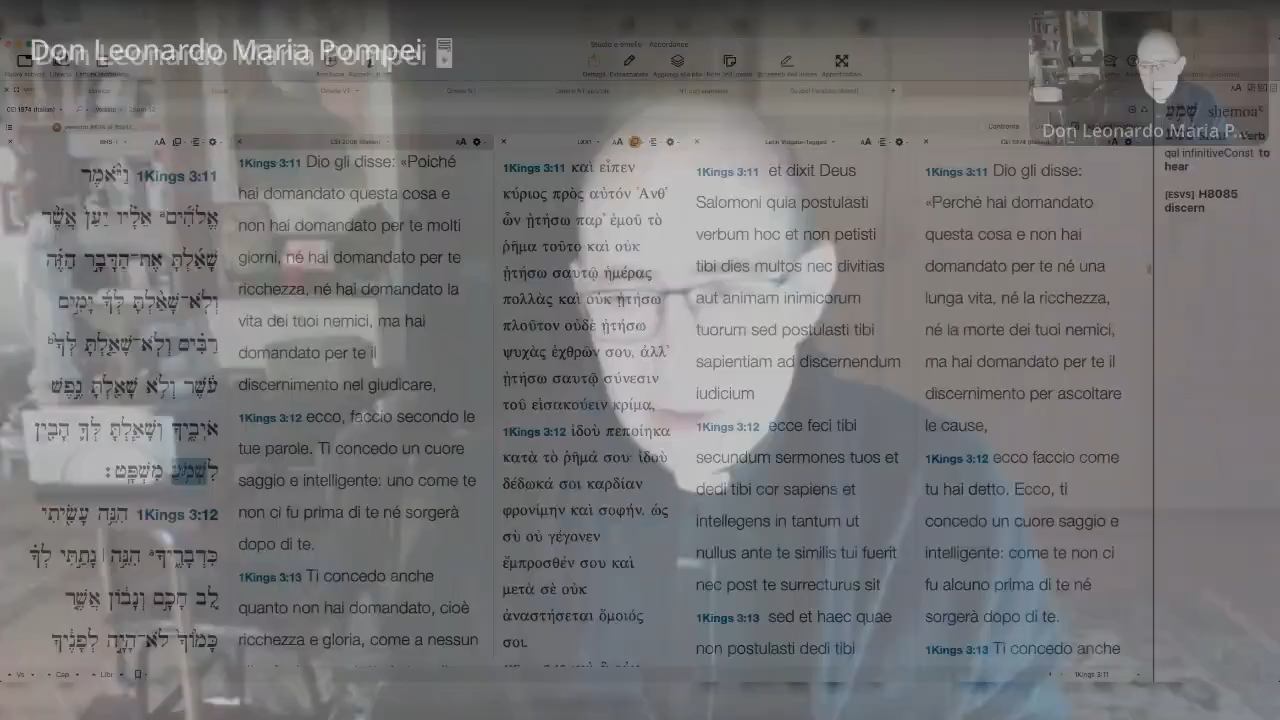 Don Leonardo Maria Pompei
Studio e omelie - Accordance
Don Leonardo Maria P...
1Kings 3:11 וַיֹּאמֶר
אֱלֹהִים אֵלָיו יַעַן אֲשֶׁר
שָׁאַלְתָּ אֶת־הַדָּבָר הַזֶּה
וְלֹא־שָׁאַלְתָּ לְּךָ יָמִים
רַבִּים וְלֹא־שָׁאַלְתָּ לְּךָ
עֹשֶׁר וְלֹא שָׁאַלְתָּ נֶפֶשׁ
אֹיְבֶיךָ וְשָׁאַלְתָּ לְּךָ הָבִין
לִשְׁמֹעַ מִשְׁפָּט׃
1Kings 3:12 הִנֵּה עָשִׂיתִי
כִּדְבָרֶיךָ הִנֵּה ׀ נָתַתִּי לְךָ
לֵב חָכָם וְנָבוֹן אֲשֶׁר
כָּמוֹךָ לֹא־הָיָה לְפָנֶיךָ
1Kings 3:11 Dio gli disse: «Poiché
hai domandato questa cosa e
non hai domandato per te molti
giorni, né hai domandato per te
ricchezza, né hai domandato la
vita dei tuoi nemici, ma hai
domandato per te il
discernimento nel giudicare,
1Kings 3:12 ecco, faccio secondo le
tue parole. Ti concedo un cuore
saggio e intelligente: uno come te
non ci fu prima di te né sorgerà
dopo di te.
1Kings 3:13 Ti concedo anche
quanto non hai domandato, cioè
ricchezza e gloria, come a nessun
1Kings 3:11 καὶ εἶπεν
κύριος πρὸς αὐτόν Ἀνθ᾿
ὧν ᾐτήσω παρ᾿ ἐμοῦ τὸ
ῥῆμα τοῦτο καὶ οὐκ
ᾐτήσω σαυτῷ ἡμέρας
πολλὰς καὶ οὐκ ᾐτήσω
πλοῦτον οὐδὲ ᾐτήσω
ψυχὰς ἐχθρῶν σου, ἀλλ᾿
ᾐτήσω σαυτῷ σύνεσιν
τοῦ εἰσακούειν κρίμα,
1Kings 3:12 ἰδοὺ πεποίηκα
κατὰ τὸ ῥῆμά σου· ἰδοὺ
δέδωκά σοι καρδίαν
φρονίμην καὶ σοφήν, ὡς
σὺ οὐ γέγονεν
ἔμπροσθέν σου καὶ
μετὰ σὲ οὐκ
ἀναστήσεται ὅμοιός
σοι.
1Kings 3:11 et dixit Deus
Salomoni quia postulasti
verbum hoc et non petisti
tibi dies multos nec divitias
aut animam inimicorum
tuorum sed postulasti tibi
sapientiam ad discernendum
iudicium
1Kings 3:12 ecce feci tibi
secundum sermones tuos et
dedi tibi cor sapiens et
intellegens in tantum ut
nullus ante te similis tui fuerit
nec post te surrecturus sit
1Kings 3:13 sed et haec quae
non postulasti dedi tibi
1Kings 3:11 Dio gli disse:
«Perché hai domandato
questa cosa e non hai
domandato per te né una
lunga vita, né la ricchezza,
né la morte dei tuoi nemici,
ma hai domandato per te il
discernimento per ascoltare
le cause,
1Kings 3:12 ecco faccio come
tu hai detto. Ecco, ti
concedo un cuore saggio e
intelligente: come te non ci
fu alcuno prima di te né
sorgerà dopo di te.
1Kings 3:13 Ti concedo anche
שׁמע shemoaᶜ
verb
qal infinitiveConst to
hear
[ESVS] H8085
discern
Vs Cap Libr
1Kings 3:11